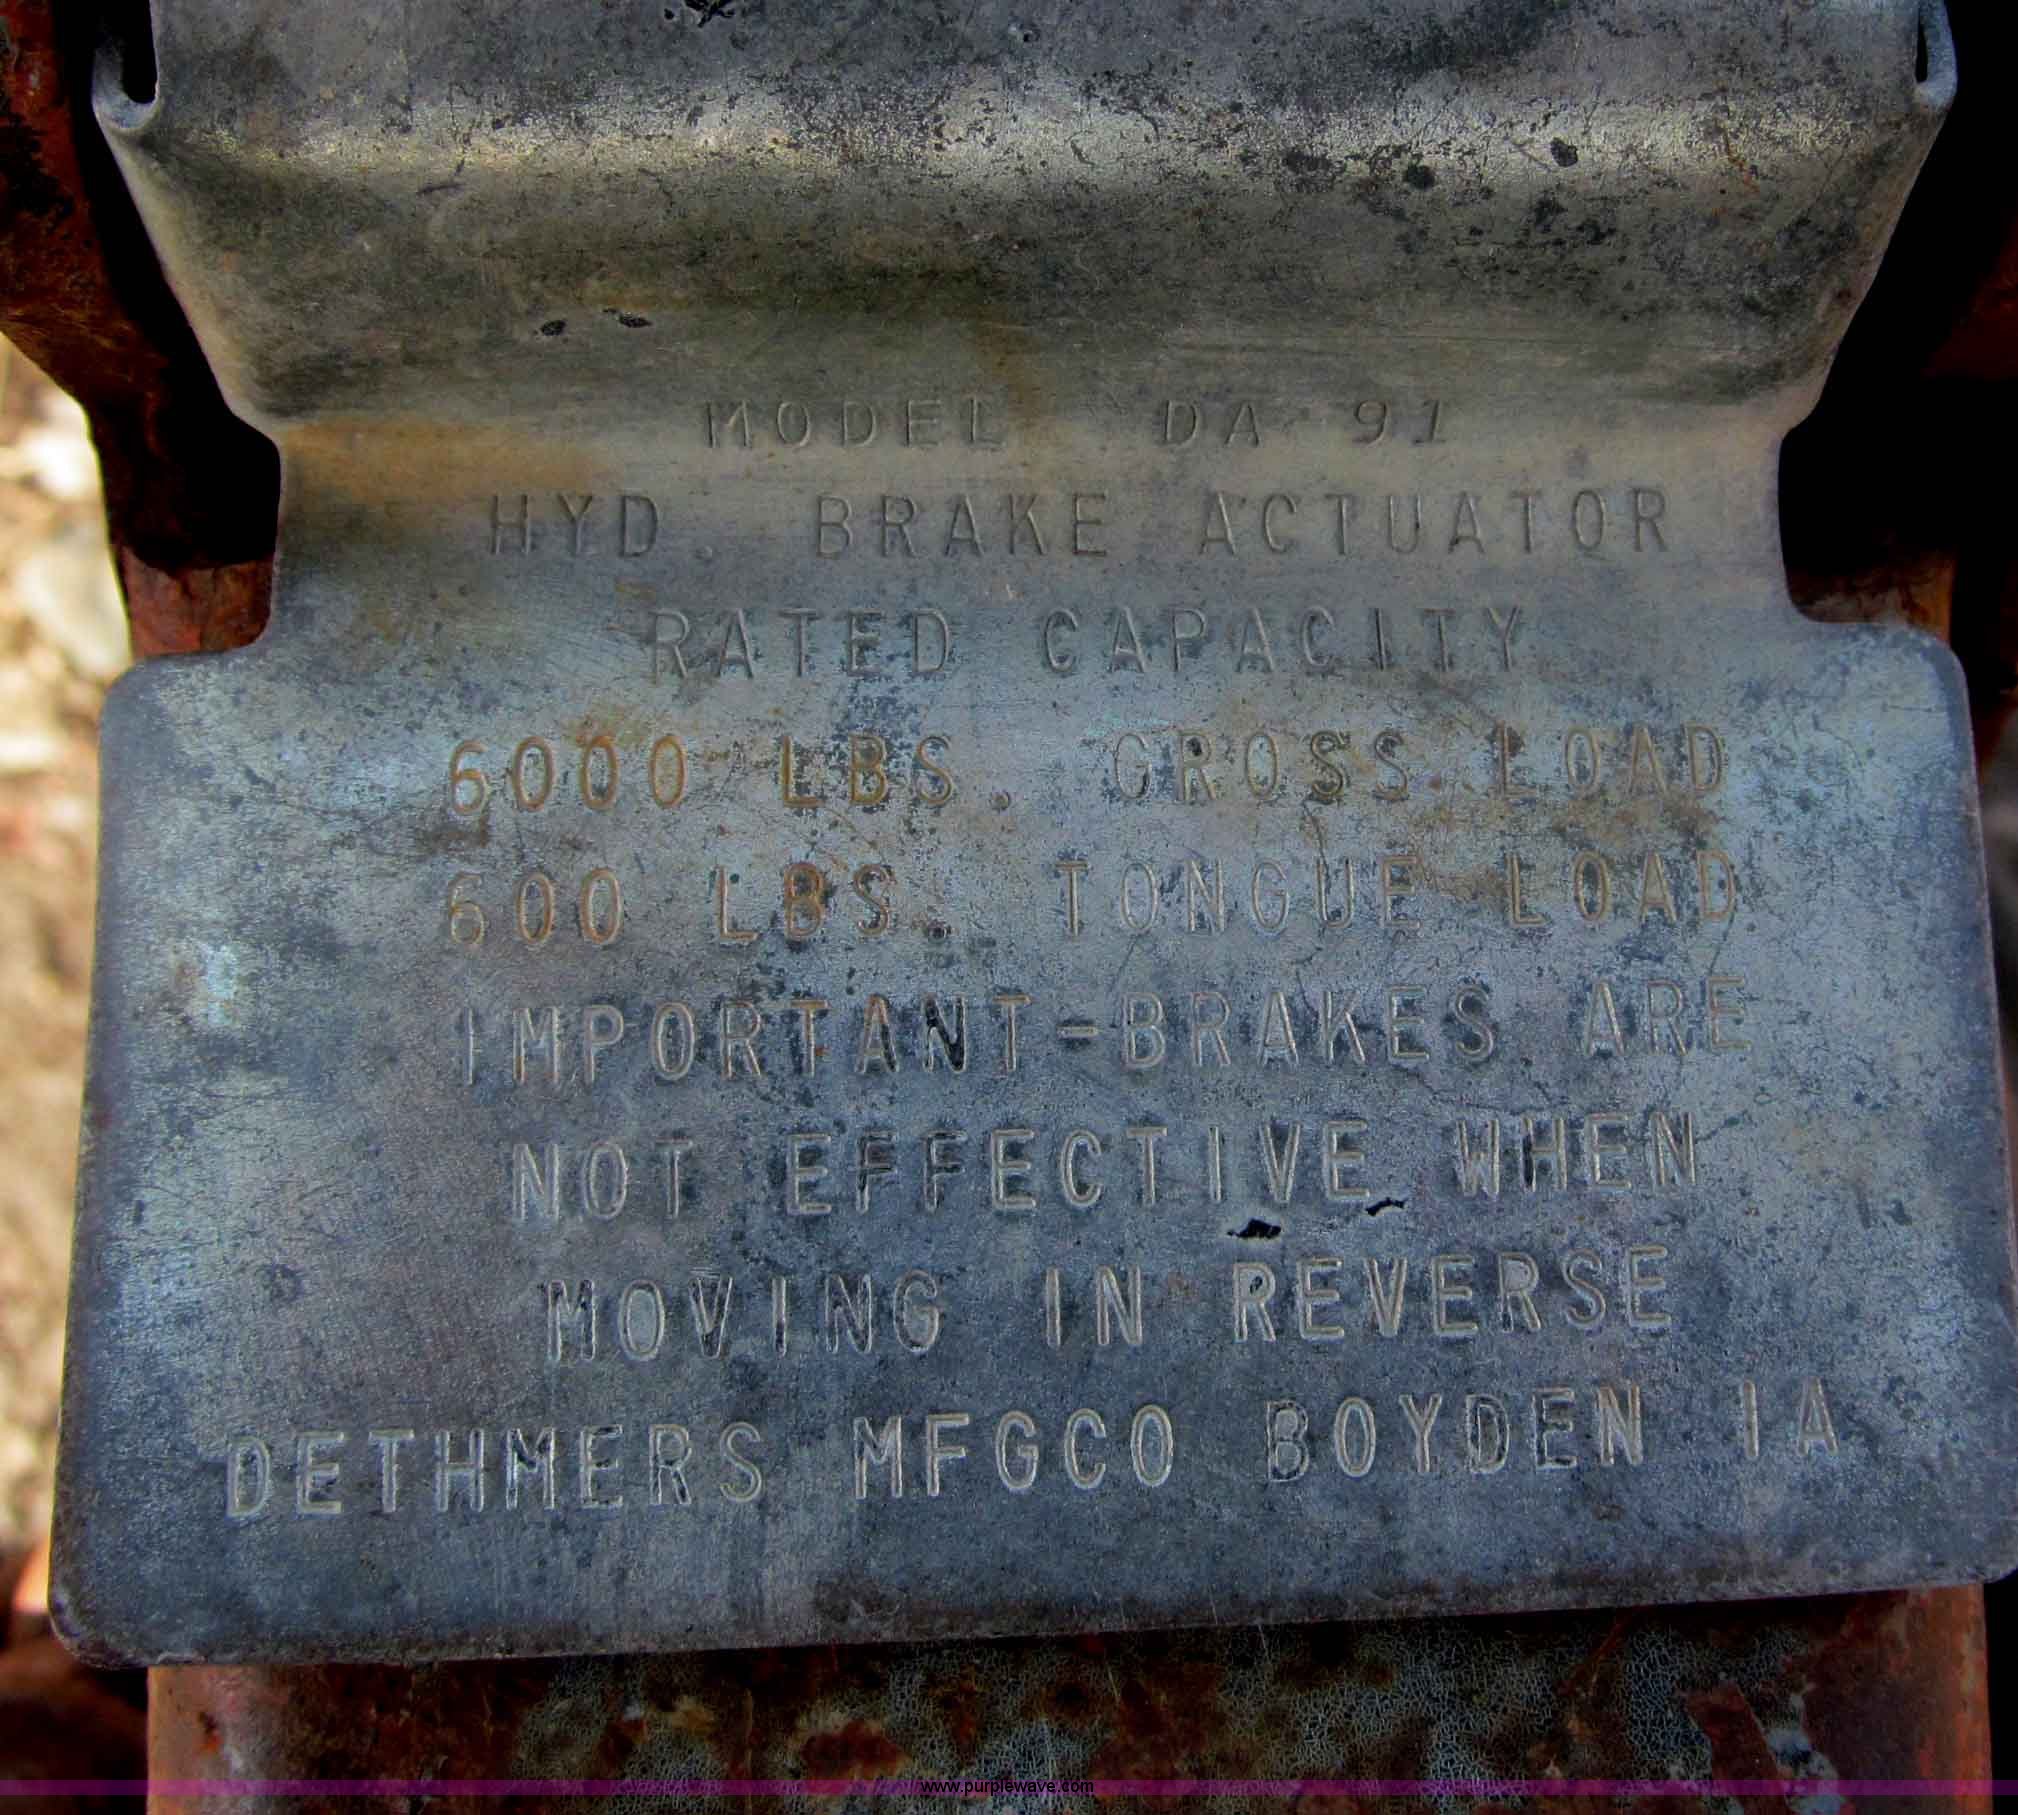 MODEL DA 91
HYD. BRAKE ACTUATOR
RATED CAPACITY
6000 LBS. GROSS LOAD
600 LBS. TONGUE LOAD
IMPORTANT-BRAKES ARE
NOT EFFECTIVE WHEN
MOVING IN REVERSE
DETHMERS MFGCO BOYDEN IA
www.purplewave.com